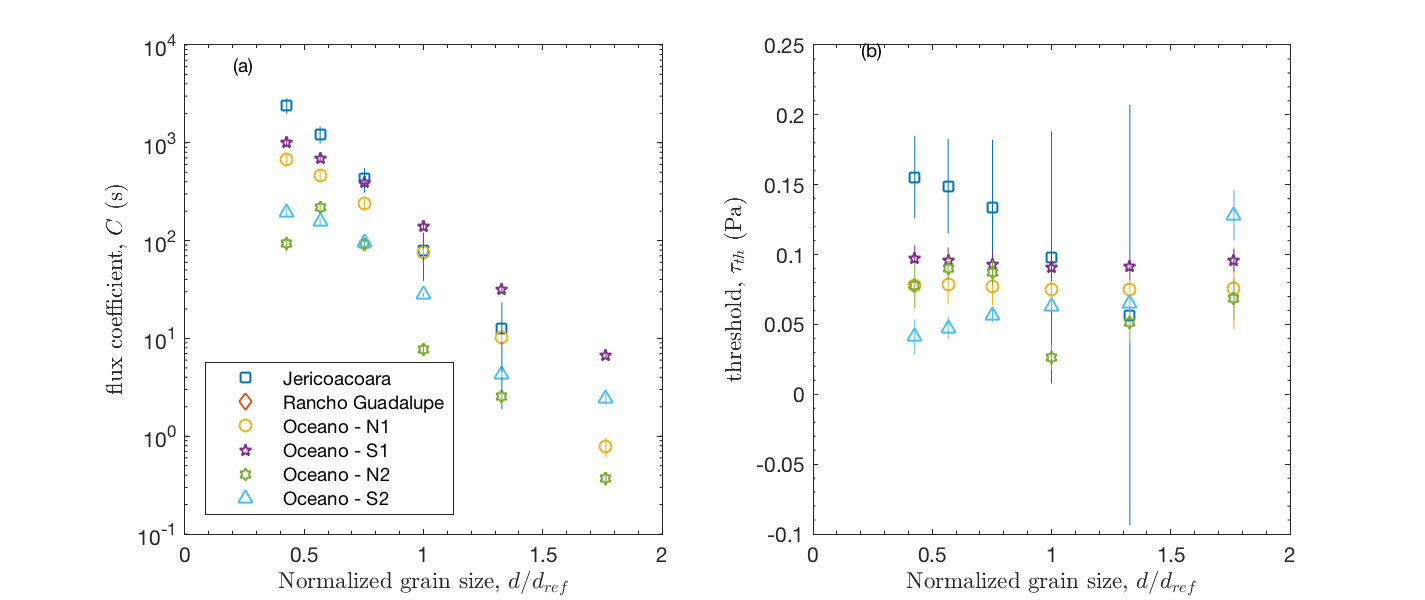 (a)
10^4
10^3
10^2
10^1
10^0
10^-1
flux coefficient, C (s)
Jericoacoara
Rancho Guadalupe
Oceano - N1
Oceano - S1
Oceano - N2
Oceano - S2
0 0.5 1 1.5 2
Normalized grain size, d/d_ref
(b)
0.25
0.2
0.15
0.1
0.05
0
-0.05
-0.1
threshold, τ_th (Pa)
0 0.5 1 1.5 2
Normalized grain size, d/d_ref